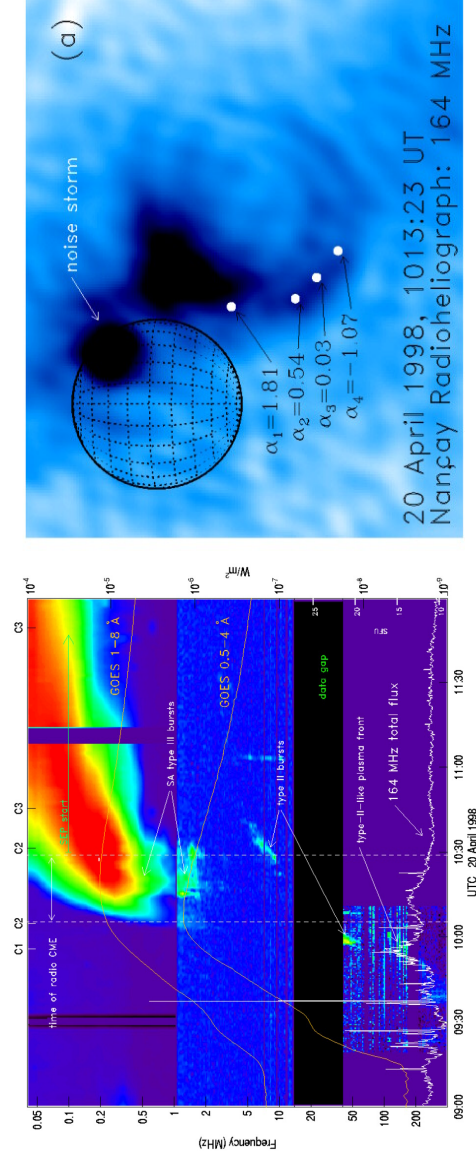 C1 C2 C2 C3 C3
time of radio CME
SEP start
GOES 1-8 Å
SA type III bursts
GOES 0.5-4 Å
type II bursts
data gap
type-II-like plasma front
164 MHz total flux
Frequency (MHz)
0.05
0.1
0.2
0.5
1
2
5
10
20
50
100
200
10⁻⁴
10⁻⁵
10⁻⁶
10⁻⁷
10⁻⁸
10⁻⁹
W/m²
25
20
15
10
SFU
09:00 09:30 10:00 10:30 11:00 11:30
UTC 20 April 1998
(a)
noise storm
α₁=1.81
α₂=0.54
α₃=0.03
α₄=-1.07
20 April 1998, 1013:23 UT
Nançay Radioheliograph: 164 MHz